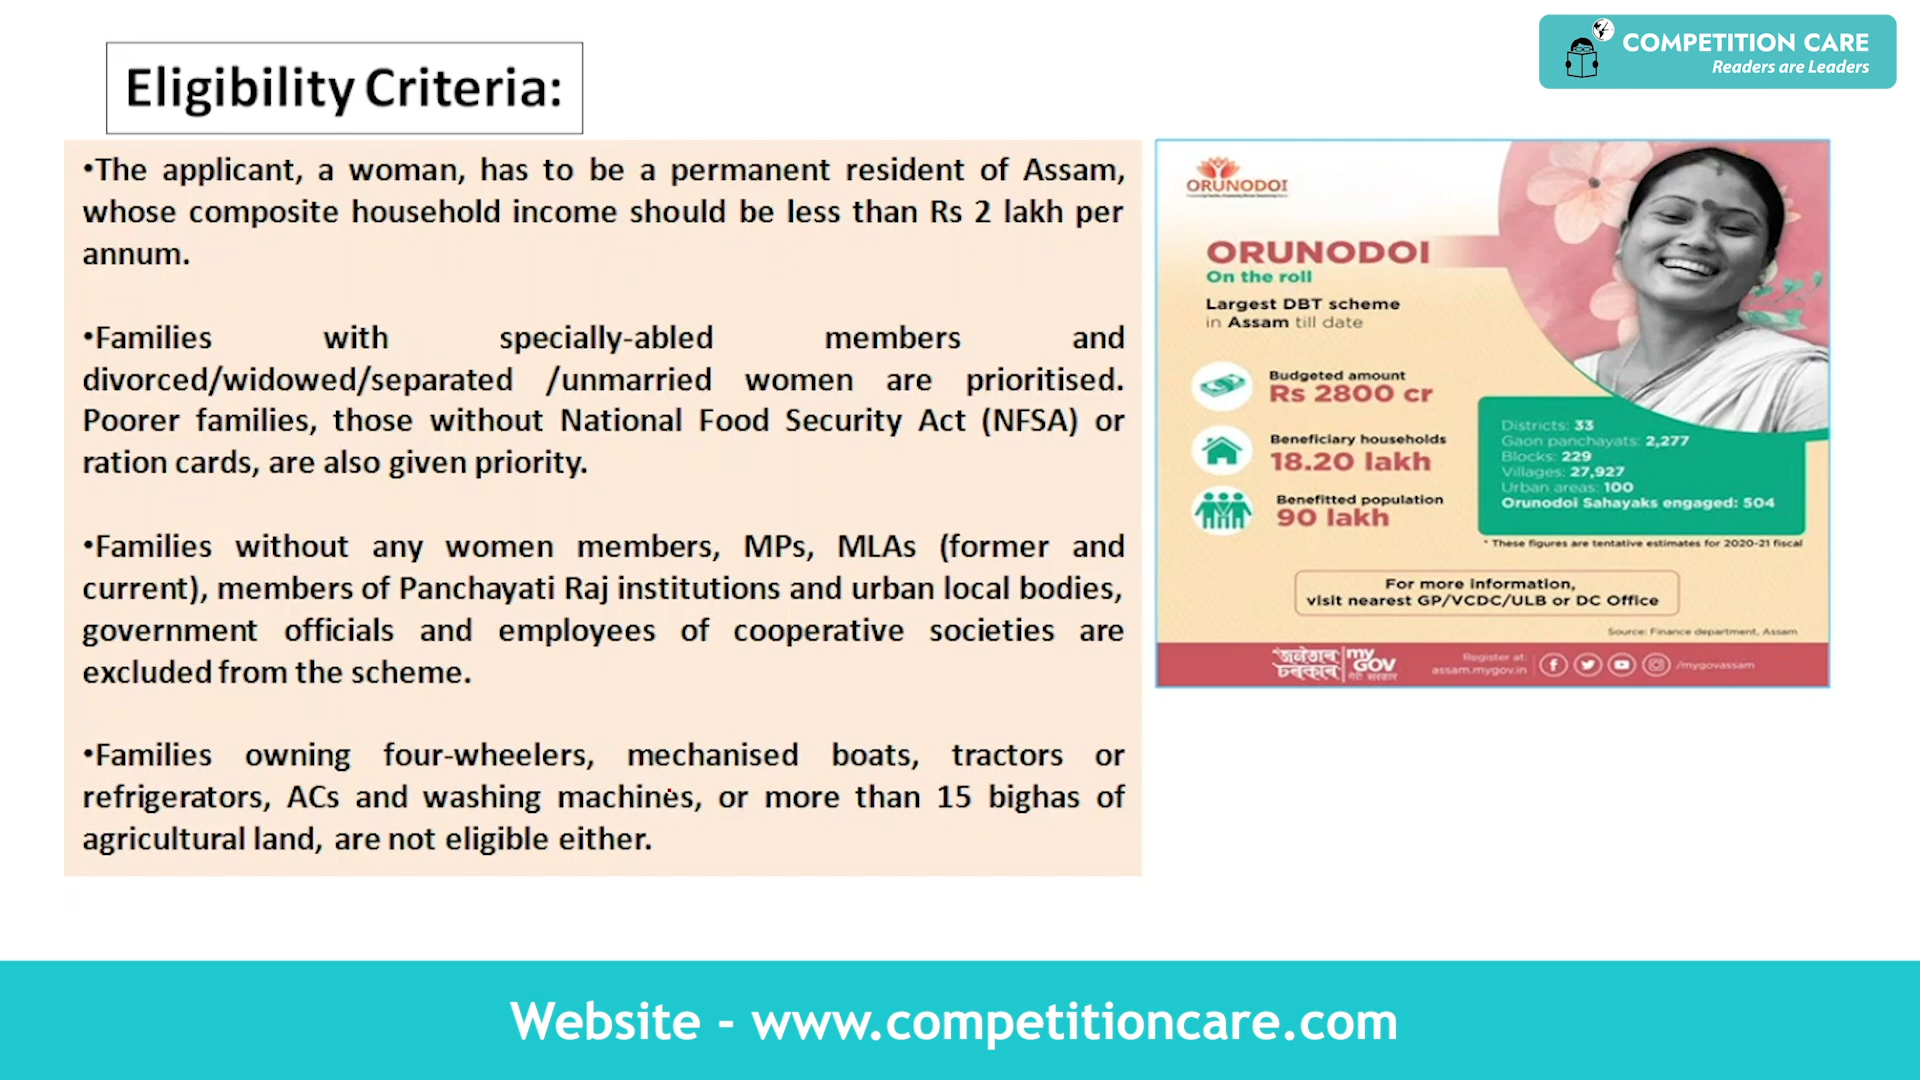 COMPETITION CARE
Readers are Leaders
Eligibility Criteria:
•The applicant, a woman, has to be a permanent resident of Assam,
whose composite household income should be less than Rs 2 lakh per
annum.
•Families with specially-abled members and
divorced/widowed/separated /unmarried women are prioritised.
Poorer families, those without National Food Security Act (NFSA) or
ration cards, are also given priority.
•Families without any women members, MPs, MLAs (former and
current), members of Panchayati Raj institutions and urban local bodies,
government officials and employees of cooperative societies are
excluded from the scheme.
•Families owning four-wheelers, mechanised boats, tractors or
refrigerators, ACs and washing machines, or more than 15 bighas of
agricultural land, are not eligible either.
ORUNODOI
ORUNODOI
On the roll
Largest DBT scheme
in Assam till date
Budgeted amount
Rs 2800 cr
Beneficiary households
18.20 lakh
Benefitted population
90 lakh
Districts: 33
Gaon panchayats: 2,277
Blocks: 229
Villages: 27,927
Urban areas: 100
Orunodoi Sahayaks engaged: 504
* These figures are tentative estimates for 2020-21 fiscal
For more information,
visit nearest GP/VCDC/ULB or DC Office
Source: Finance department, Assam
my
GOV
मेरी सरकार
Register at:
assam.mygov.in
/mygovassam
Website - www.competitioncare.com